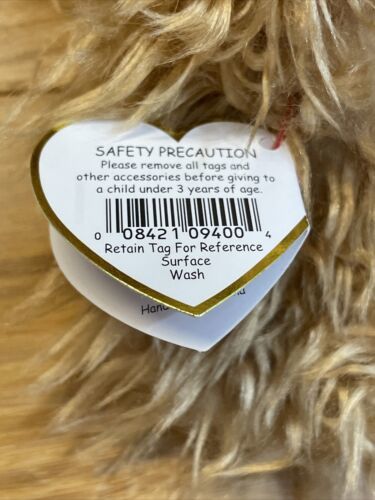 SAFETY PRECAUTION
Please remove all tags and
other accessories before giving to
a child under 3 years of age.
0 08421 09400 4
Retain Tag For Reference
Surface
Wash